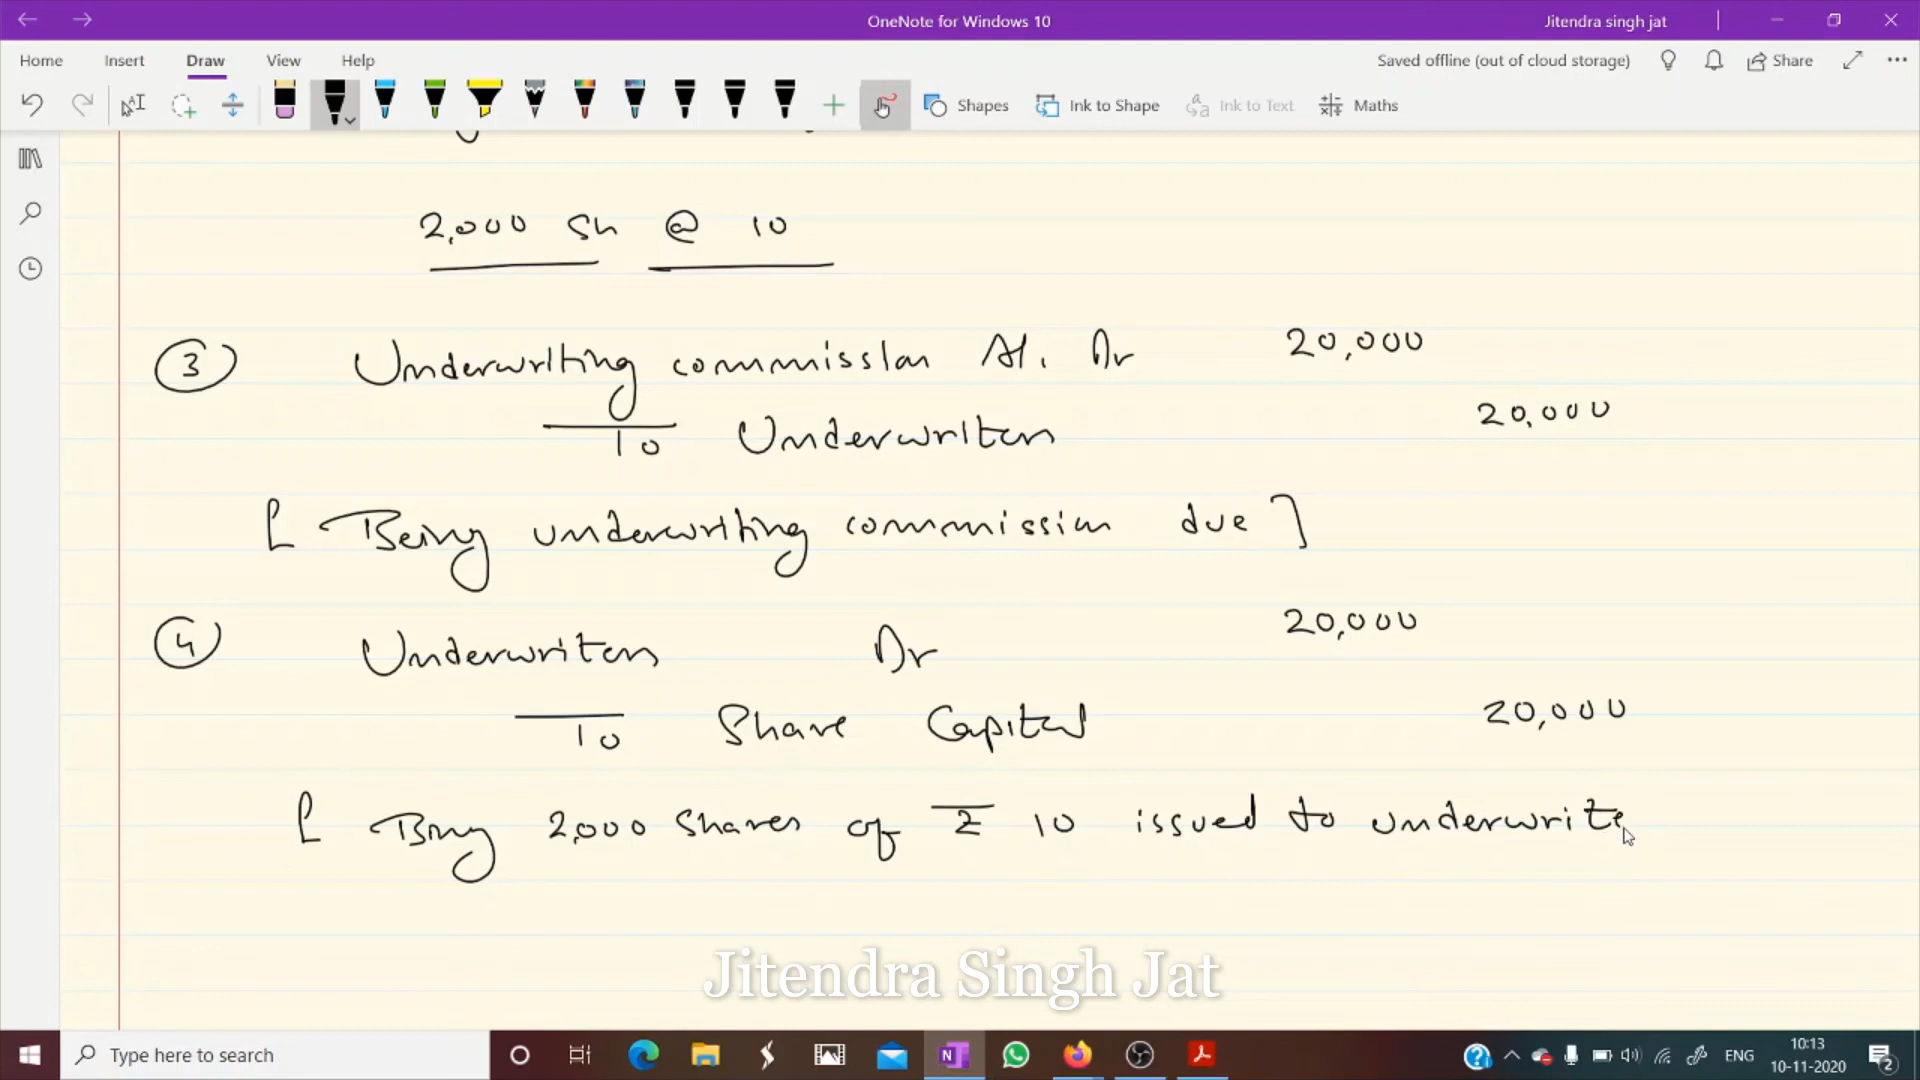 OneNote for Windows 10
Jitendra singh jat
Home Insert Draw View Help
Saved offline (out of cloud storage) Share
Shapes Ink to Shape Ink to Text Maths
2,000 Sh @ 10
3 Underwriting commission A/. Dr 20,000
To Underwriters 20,000
[ Being underwriting commission due ]
4 Underwriters Dr 20,000
To Share Capital 20,000
[ Being 2,000 shares of ₹ 10 issued to underwrite
Jitendra Singh Jat
Type here to search
ENG
10:13
10-11-2020
2